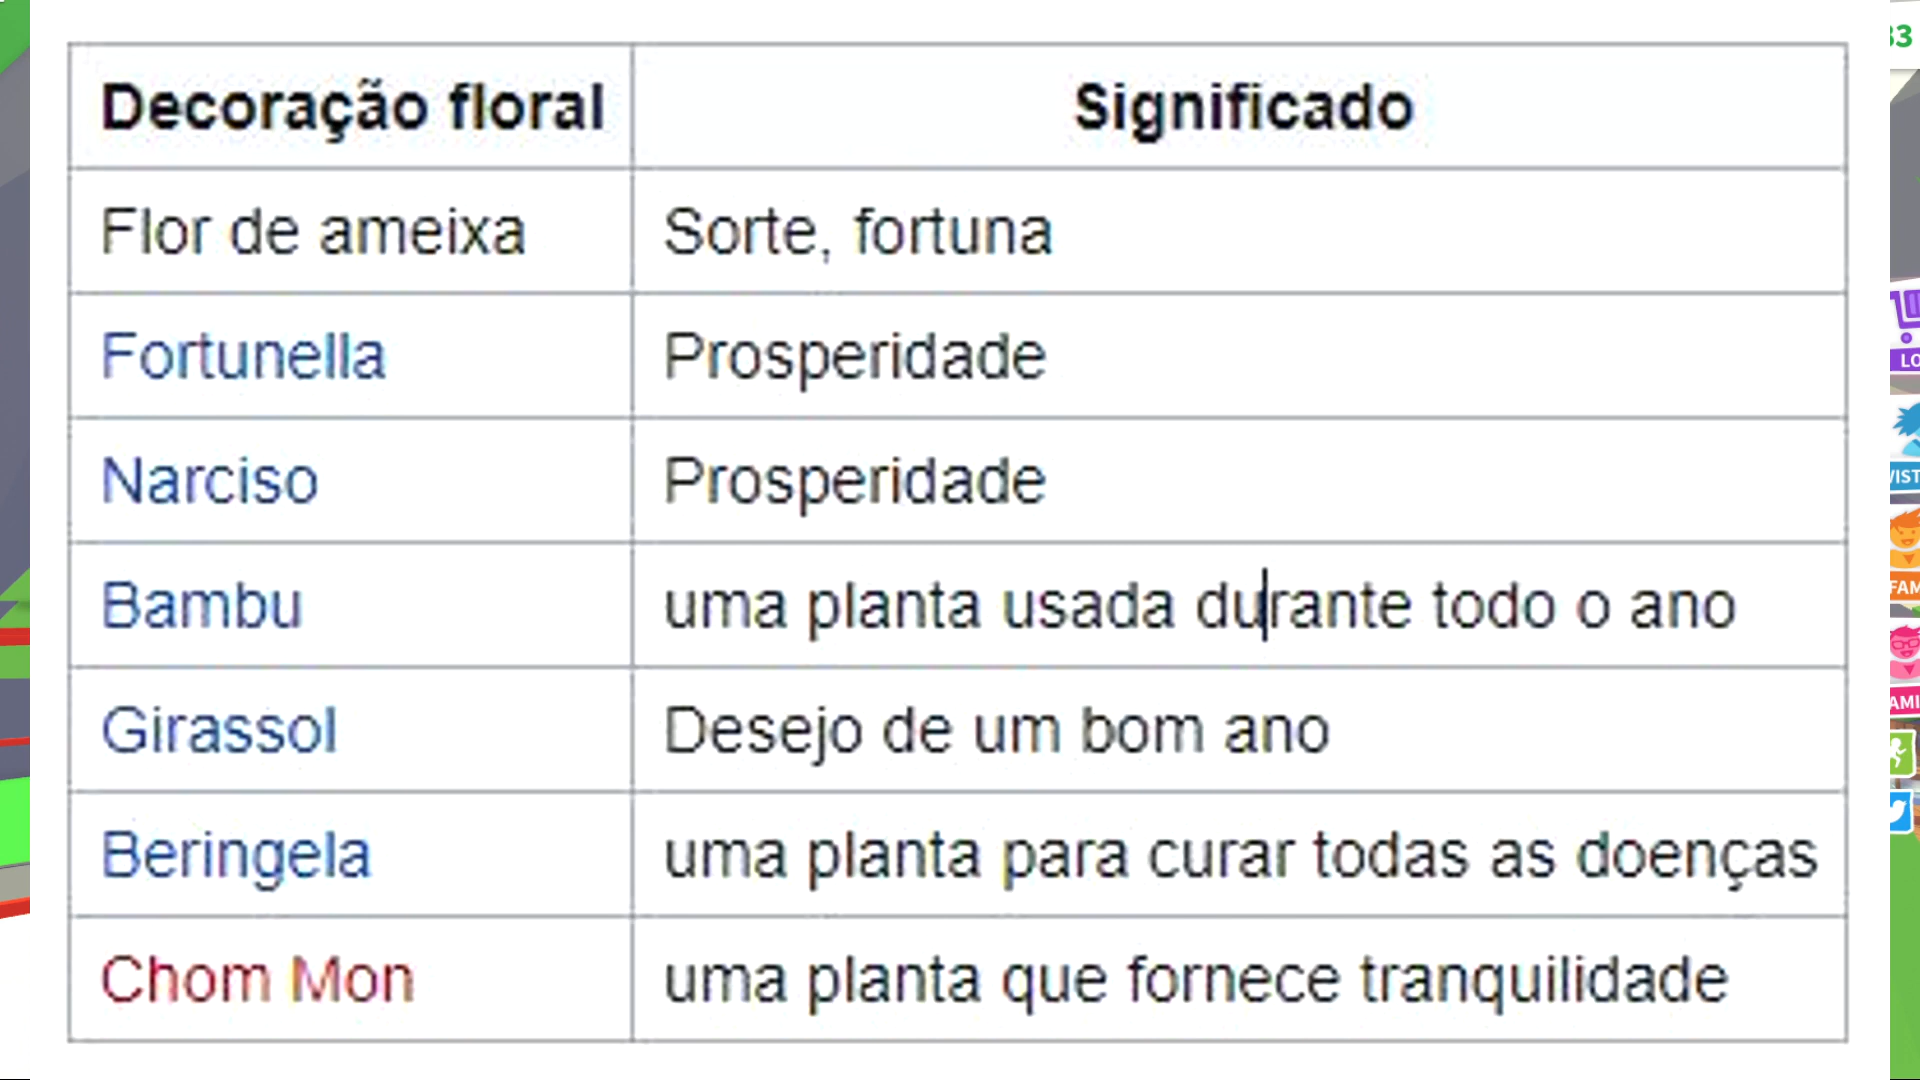 Decoração floral Significado
Flor de ameixa Sorte, fortuna
Fortunella Prosperidade
Narciso Prosperidade
Bambu uma planta usada durante todo o ano
Girassol Desejo de um bom ano
Beringela uma planta para curar todas as doenças
Chom Mon uma planta que fornece tranquilidade